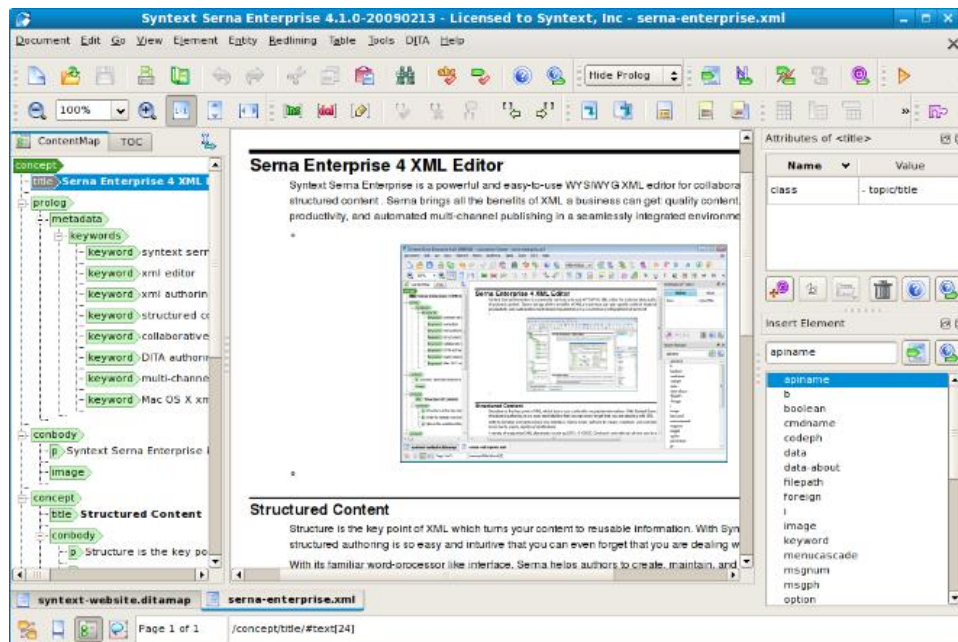 Syntext Serna Enterprise 4.1.0-20090213 - Licensed to Syntext, Inc - serna-enterprise.xml
Document Edit Go View Element Entity Redlining Table Tools DITA Help
Hide Prolog
100%
ContentMap TOC
concept
title Serna Enterprise 4 XML
prolog
metadata
keywords
keyword syntext sern
keyword xml editor
keyword xml authorin
keyword structured co
keyword collaborative
keyword DITA authorin
keyword multi-channe
keyword Mac OS X xm
conbody
p Syntext Serna Enterprise
image
concept
title Structured Content
conbody
p Structure is the key po
Serna Enterprise 4 XML Editor
Syntext Serna Enterprise is a powerful and easy-to-use WYSIWYG XML editor for collabora
structured content . Serna brings all the benefits of XML a business can get: quality content,
productivity, and automated multi-channel publishing in a seamlessly integrated environme
Serna Enterprise 4 XML Editor
Structured Content
Structured Content
Structure is the key point of XML which turns your content to reusable information. With Syn
structured authoring is so easy and intuitive that you can even forget that you are dealing w
With its familiar word-processor like interface, Serna helps authors to create, maintain, and
Attributes of <title>
Name Value
class - topic/title
Insert Element
apiname
apiname
b
boolean
cmdname
codeph
data
data-about
filepath
foreign
i
image
keyword
menucascade
msgnum
msgph
option
syntext-website.ditamap serna-enterprise.xml
Page 1 of 1 /concept/title/#text[24]